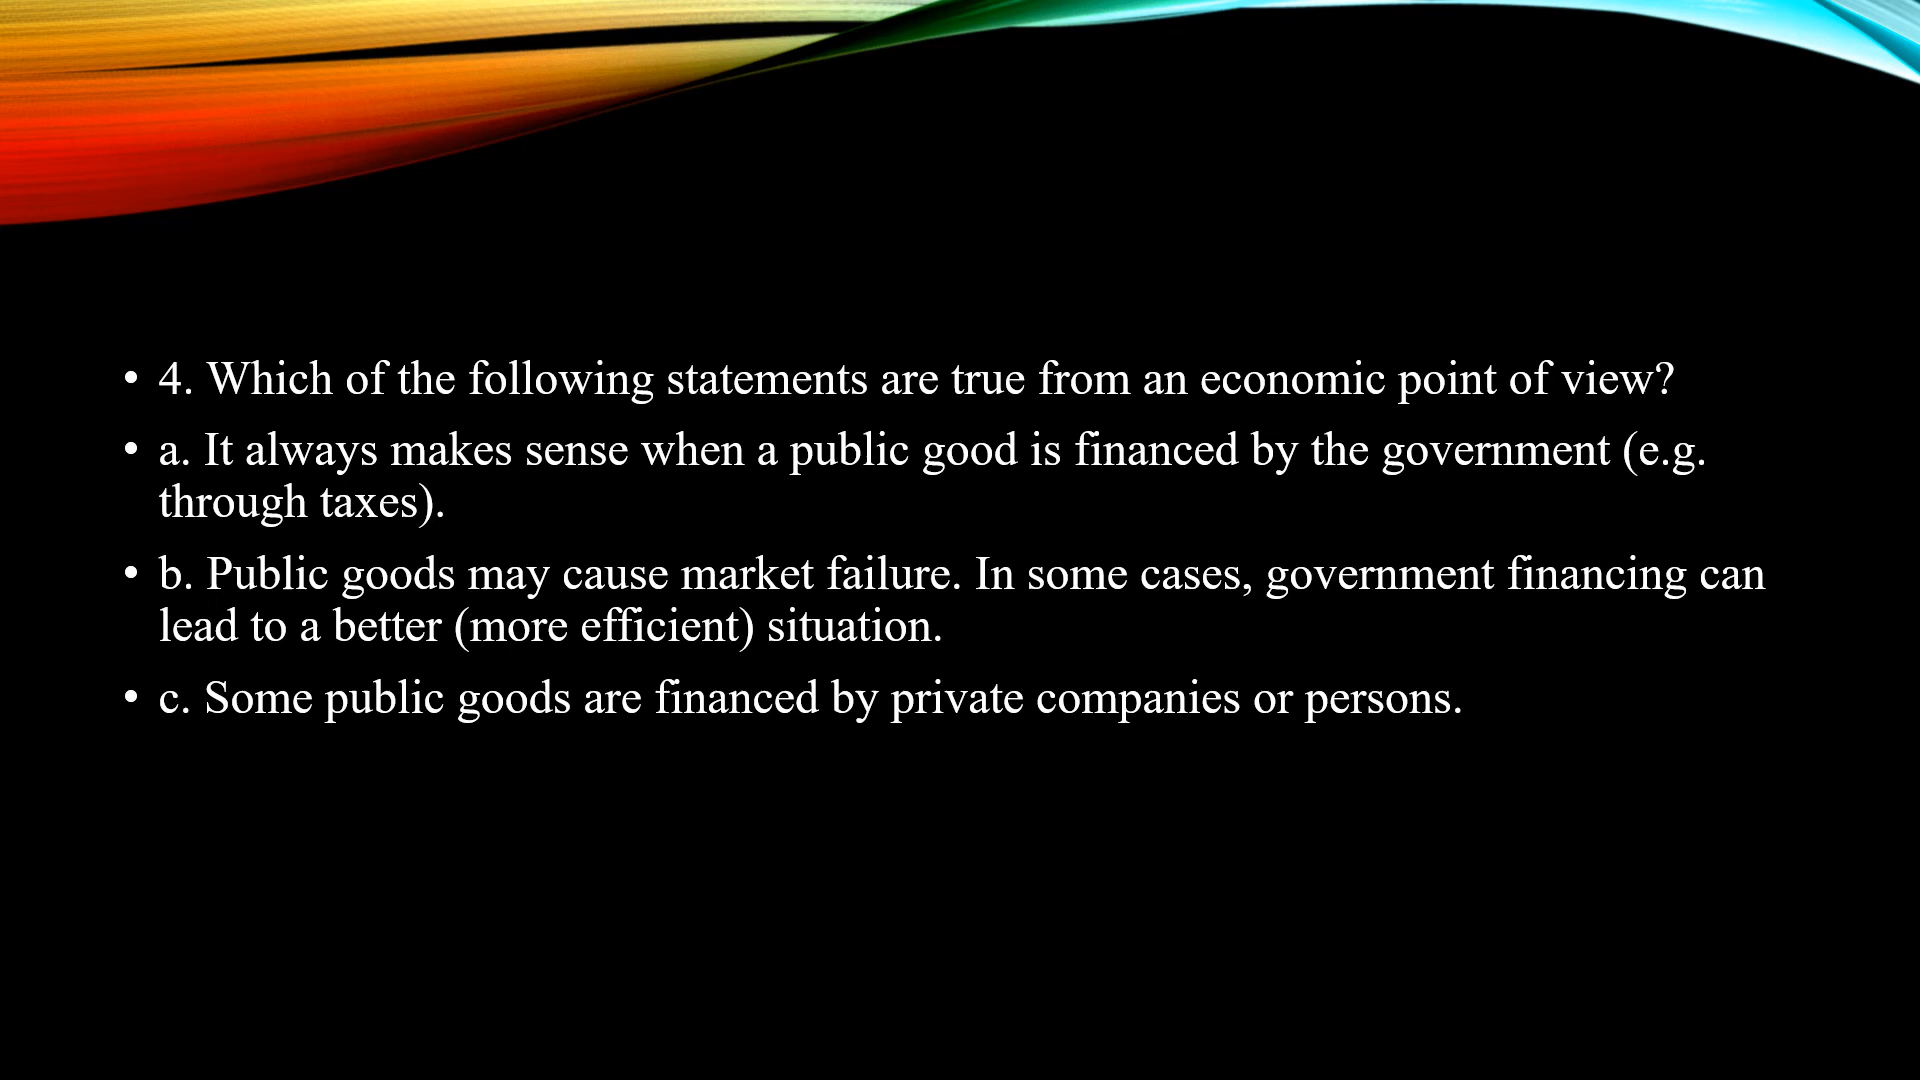 • 4. Which of the following statements are true from an economic point of view?
• a. It always makes sense when a public good is financed by the government (e.g.
through taxes).
• b. Public goods may cause market failure. In some cases, government financing can
lead to a better (more efficient) situation.
• c. Some public goods are financed by private companies or persons.